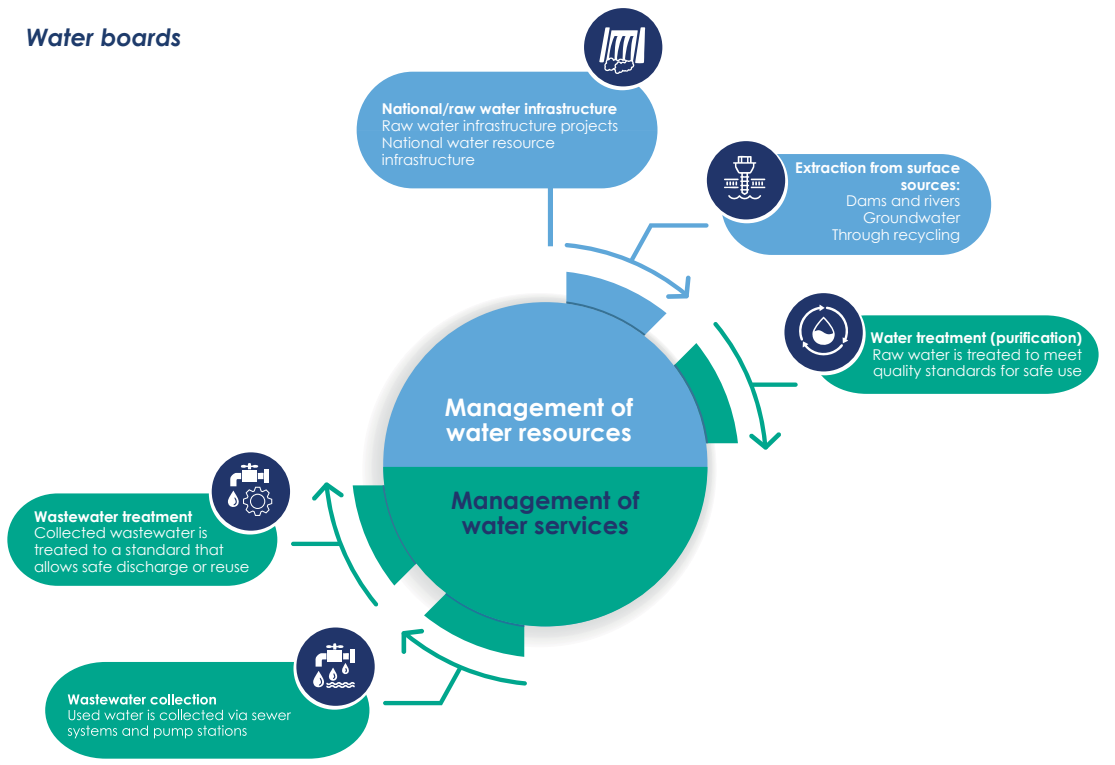 Water boards
National/raw water infrastructure
Raw water infrastructure projects
National water resource
infrastructure
Extraction from surface
sources:
Dams and rivers
Groundwater
Through recycling
Water treatment (purification)
Raw water is treated to meet
quality standards for safe use
Management of
water resources
Management of
water services
Wastewater treatment
Collected wastewater is
treated to a standard that
allows safe discharge or reuse
Wastewater collection
Used water is collected via sewer
systems and pump stations